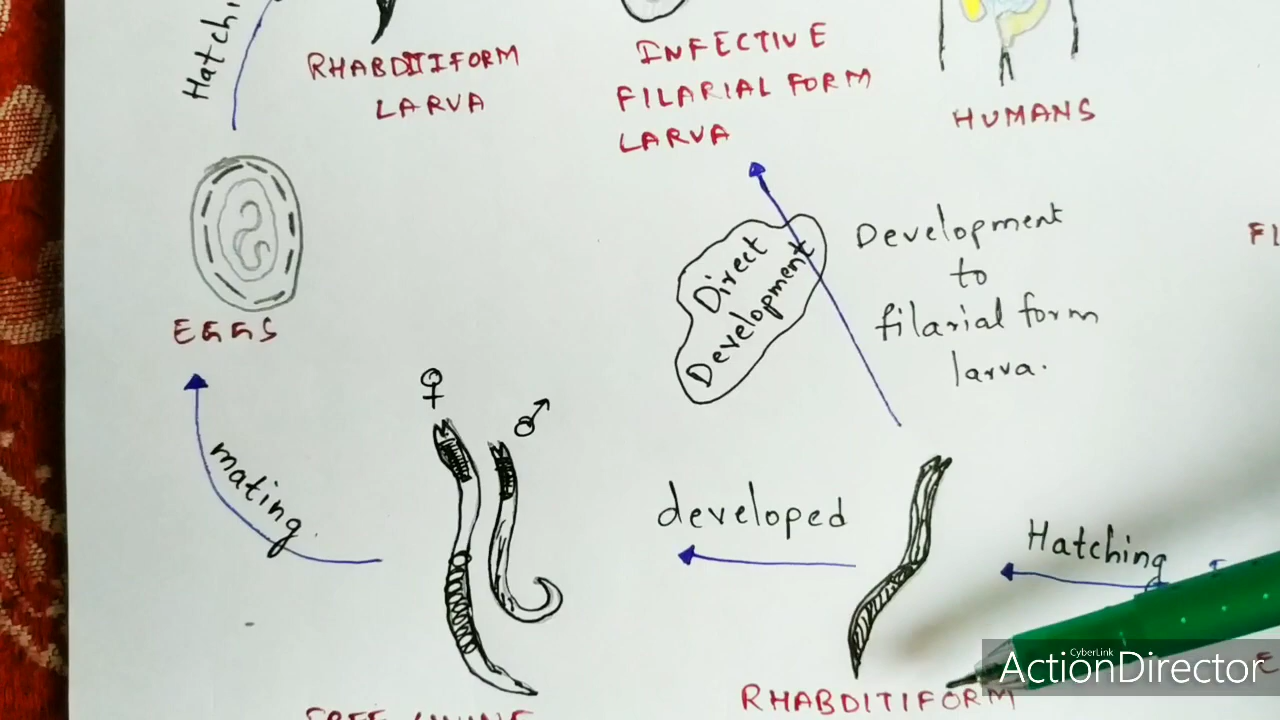 Hatchi
RHABDITIFORM
LARVA
INFECTIVE
FILARIAL FORM
LARVA
HUMANS
EGGS
Direct
Development
Development
to
filarial form
larva.
FI
mating
developed
Hatching
RHABDITIFORM
CyberLink
ActionDirector